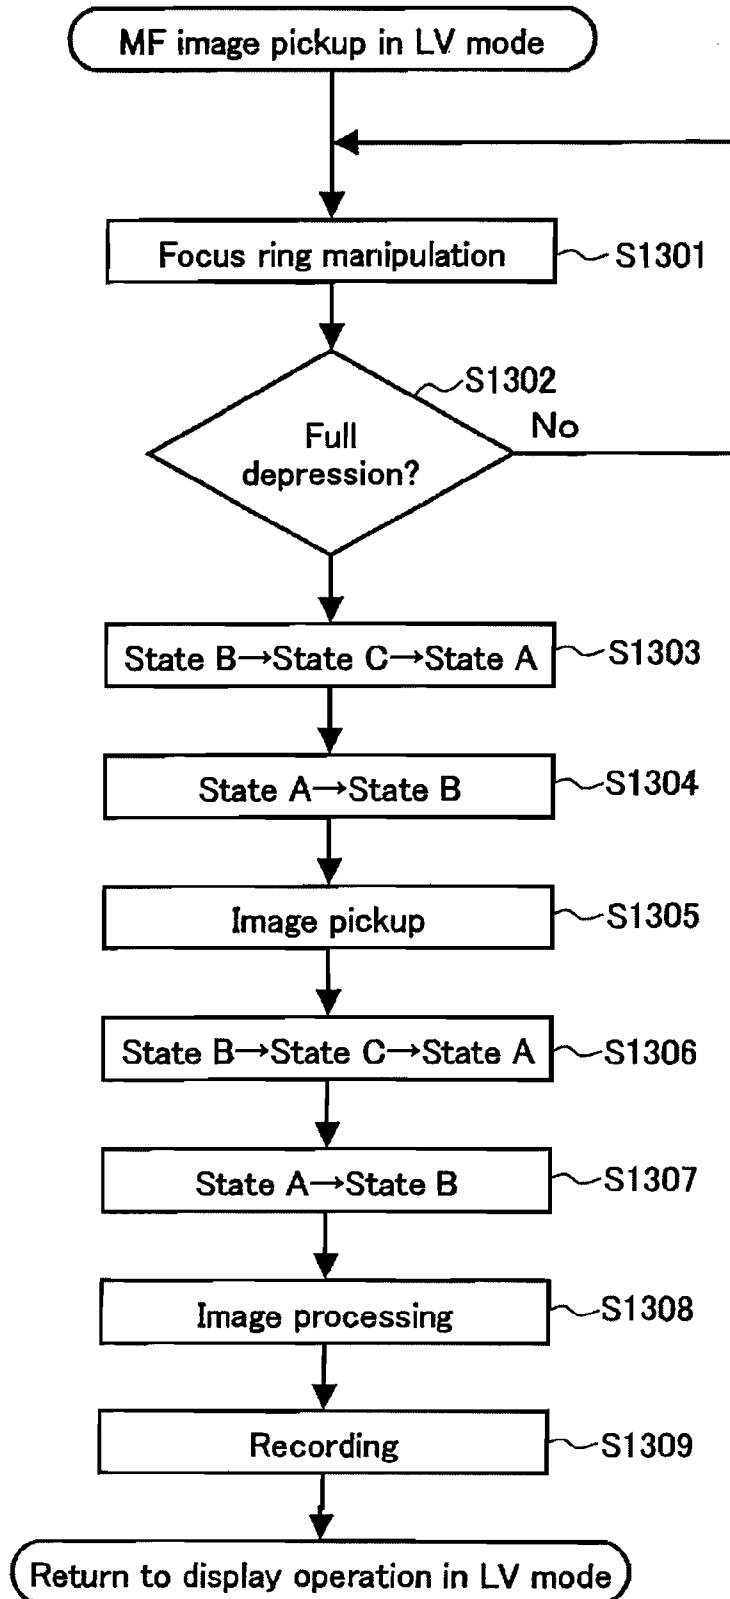 MF image pickup in LV mode
Focus ring manipulation
S1301
S1302
Full
depression?
No
State B→State C→State A
S1303
State A→State B
S1304
Image pickup
S1305
State B→State C→State A
S1306
State A→State B
S1307
Image processing
S1308
Recording
S1309
Return to display operation in LV mode